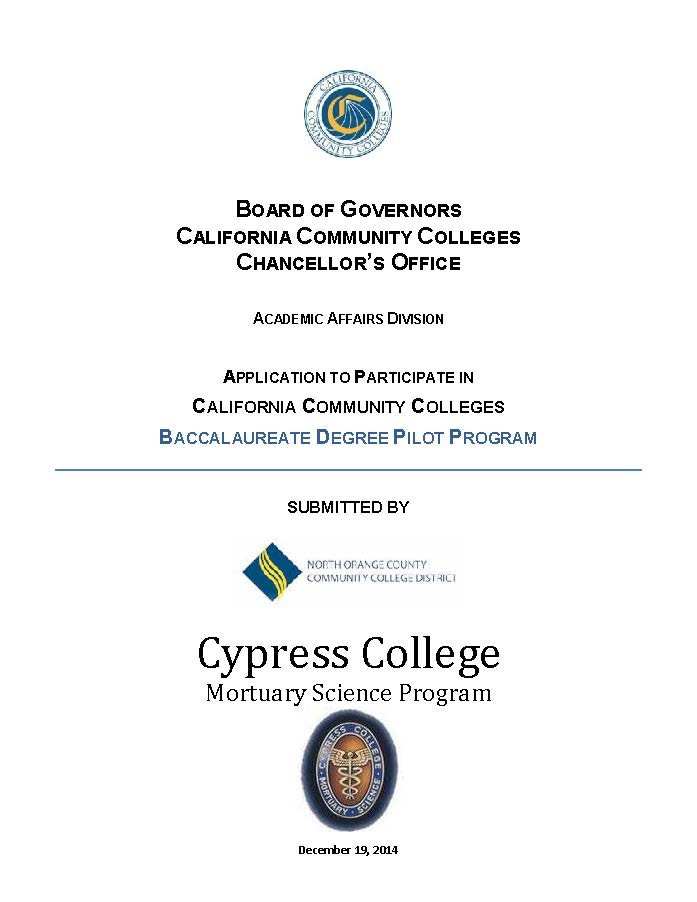 CALIFORNIA
COMMUNITY COLLEGES
BOARD OF GOVERNORS
CALIFORNIA COMMUNITY COLLEGES
CHANCELLOR'S OFFICE
ACADEMIC AFFAIRS DIVISION
APPLICATION TO PARTICIPATE IN
CALIFORNIA COMMUNITY COLLEGES
BACCALAUREATE DEGREE PILOT PROGRAM
SUBMITTED BY
NORTH ORANGE COUNTY
COMMUNITY COLLEGE DISTRICT
Cypress College
Mortuary Science Program
CYPRESS COLLEGE
MORTUARY · SCIENCE
December 19, 2014